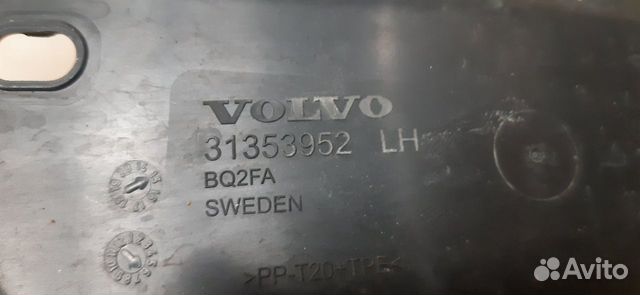 VOLVO
31353952 LH
BQ2FA
SWEDEN
>PP-T20+TPE<
Avito